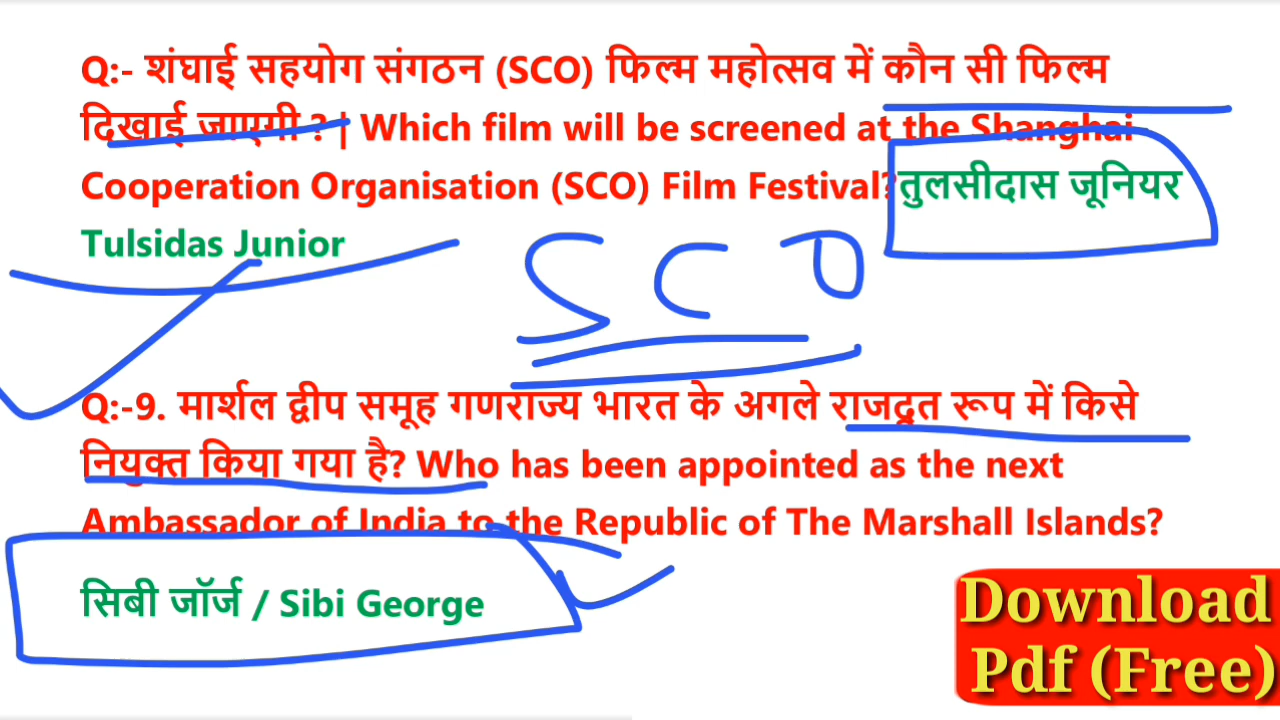 Q:- शंघाई सहयोग संगठन (SCO) फिल्म महोत्सव में कौन सी फिल्म
दिखाई जाएगी ? | Which film will be screened at the Shanghai
Cooperation Organisation (SCO) Film Festival? तुलसीदास जूनियर
Tulsidas Junior
SCO
Q:-9. मार्शल द्वीप समूह गणराज्य भारत के अगले राजदूत रूप में किसे
नियुक्त किया गया है? Who has been appointed as the next
Ambassador of India to the Republic of The Marshall Islands?
सिबी जॉर्ज / Sibi George
Download
Pdf (Free)